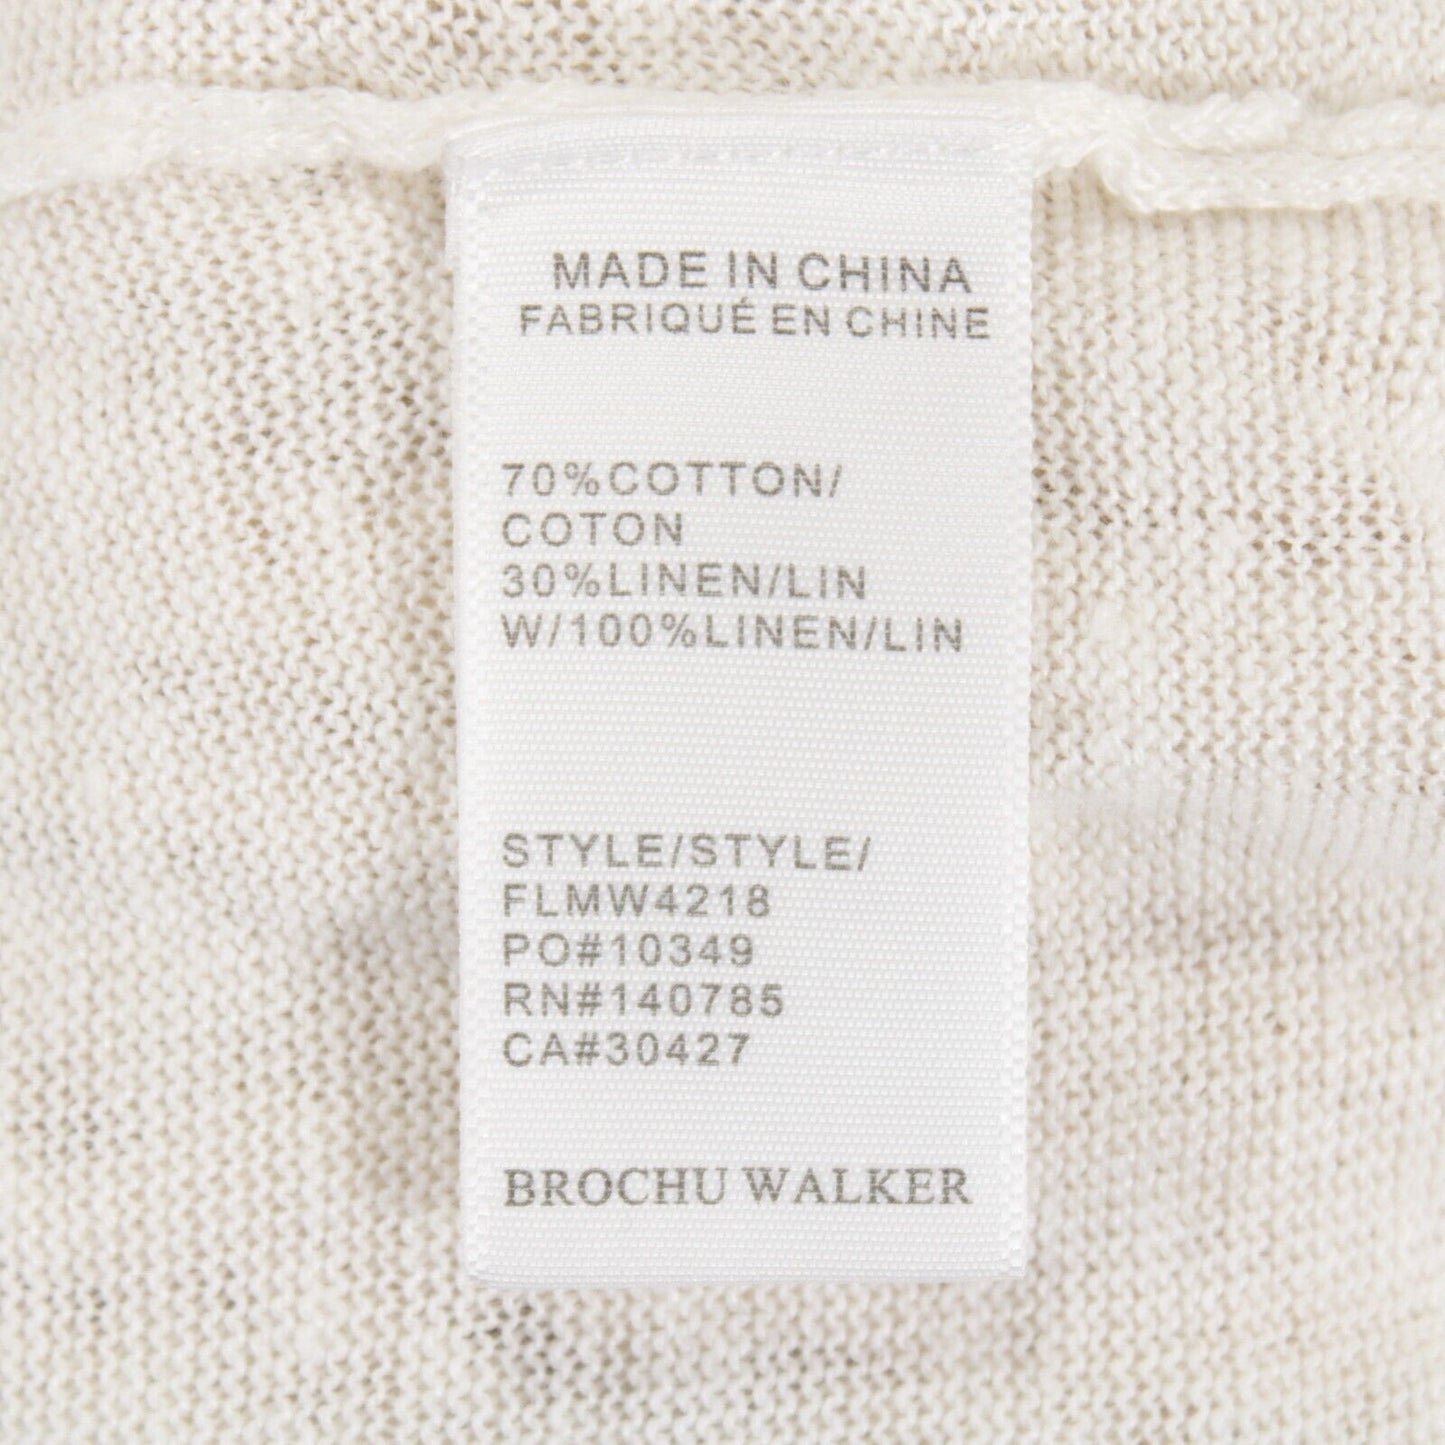 MADE IN CHINA
FABRIQUÉ EN CHINE
70%COTTON/
COTON
30%LINEN/LIN
W/100%LINEN/LIN
STYLE/STYLE/
FLMW4218
PO#10349
RN#140785
CA#30427
BROCHU WALKER